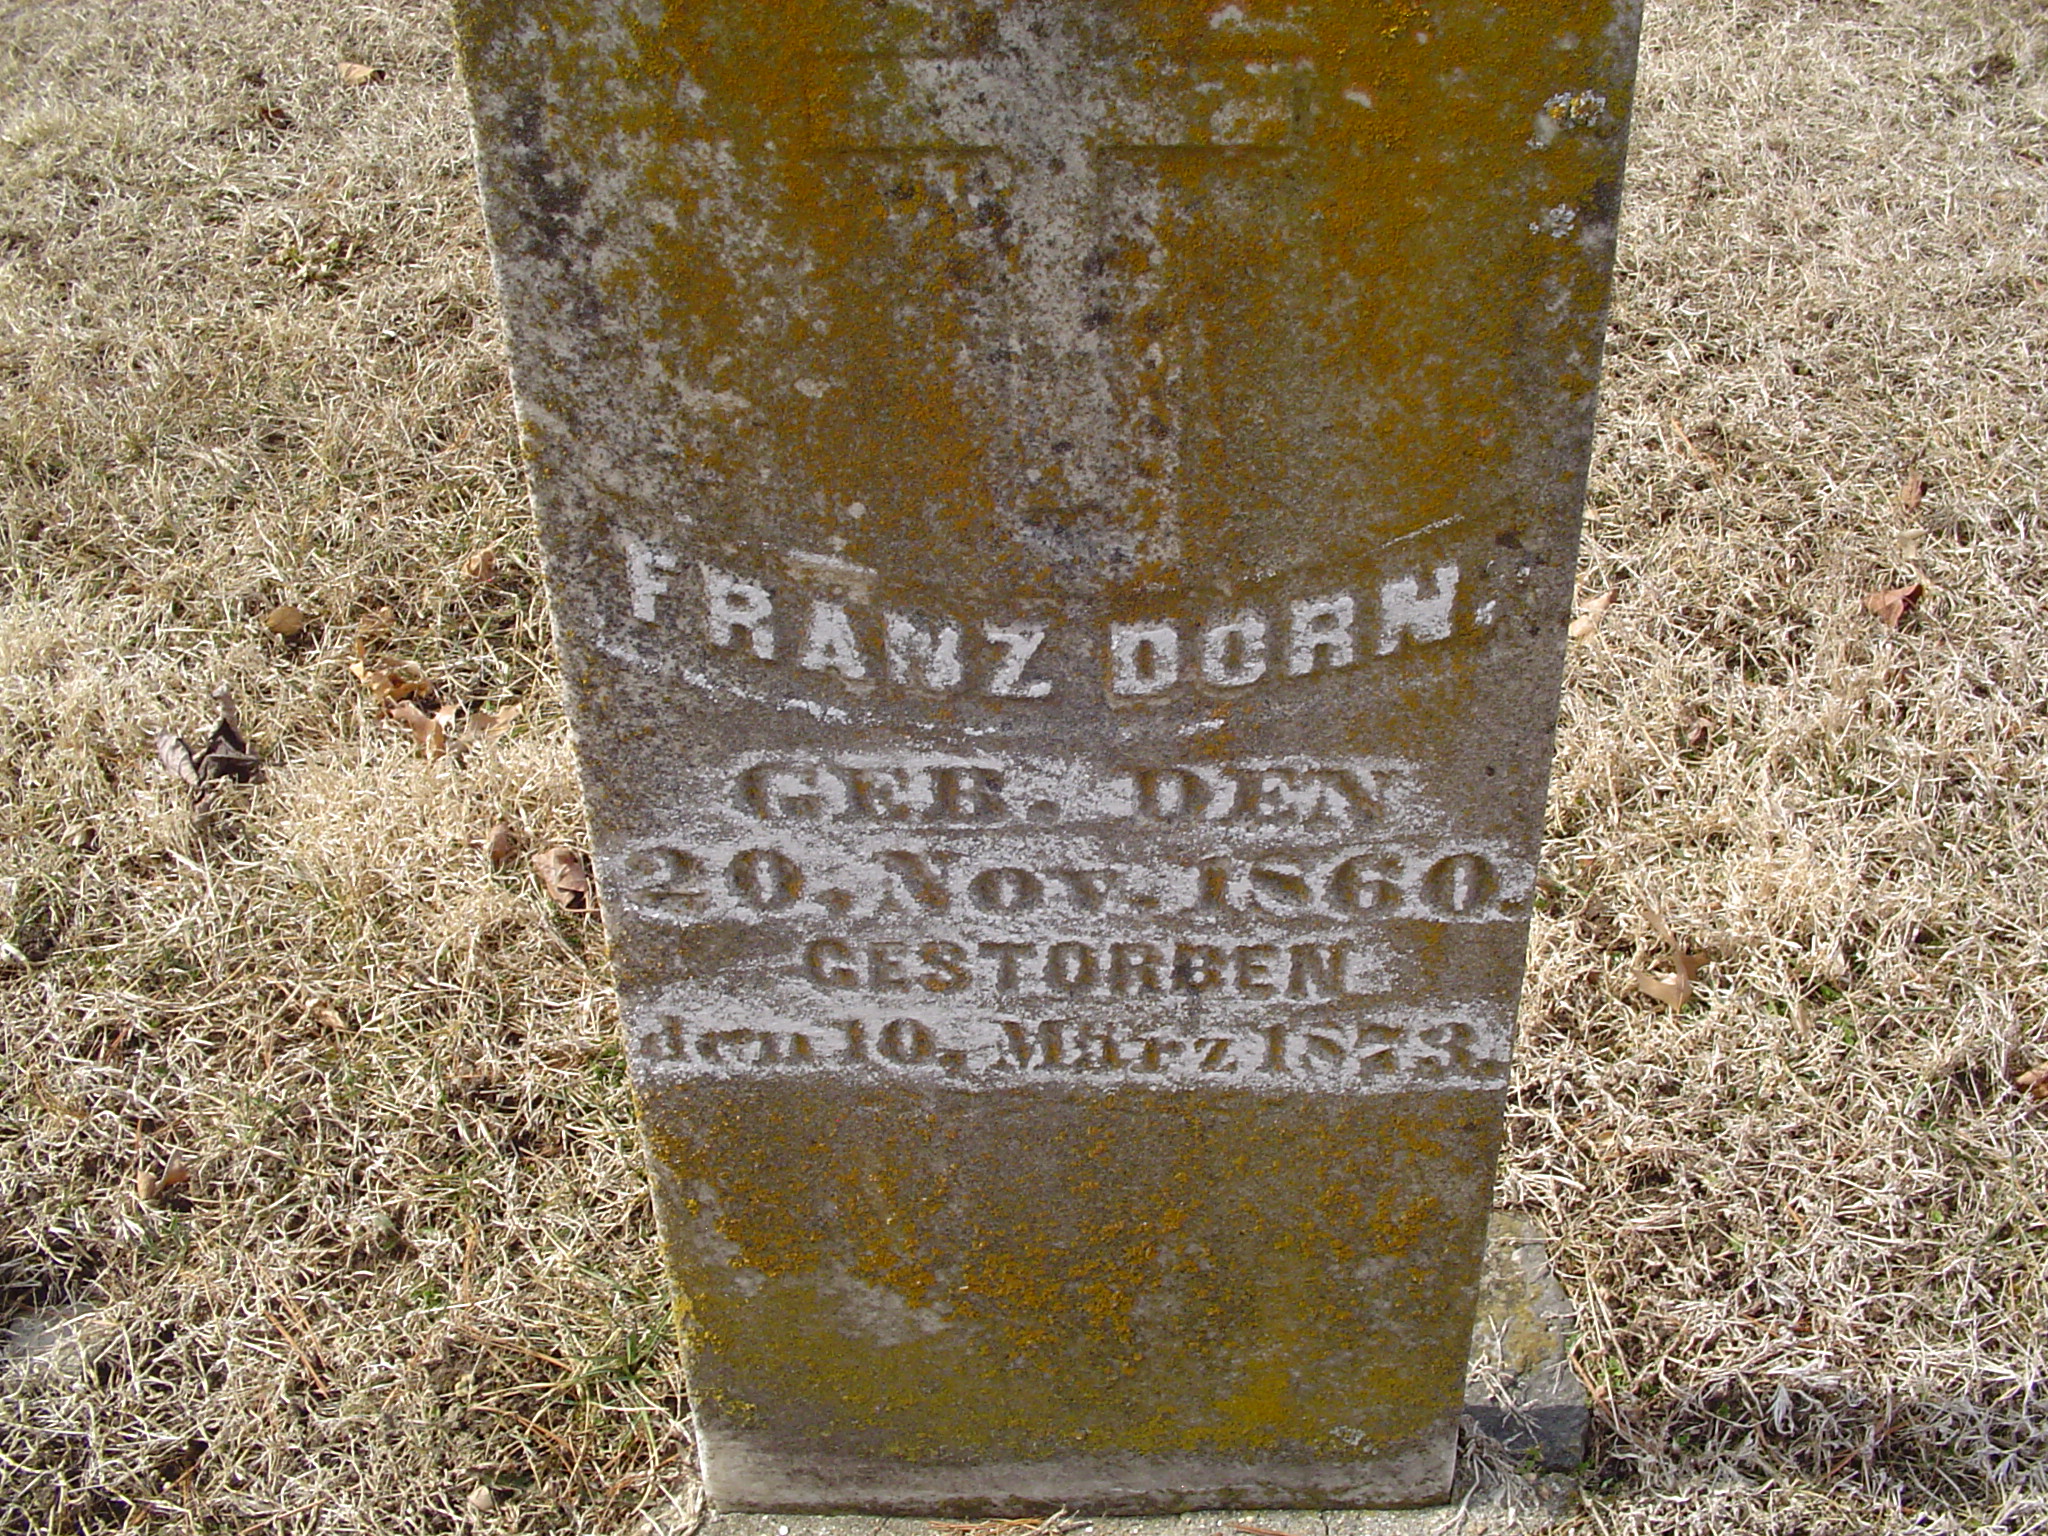 FRANZ DORN.
GEB. DEN
20. Nov. 1860.
GESTORBEN
den 10. März 1873.